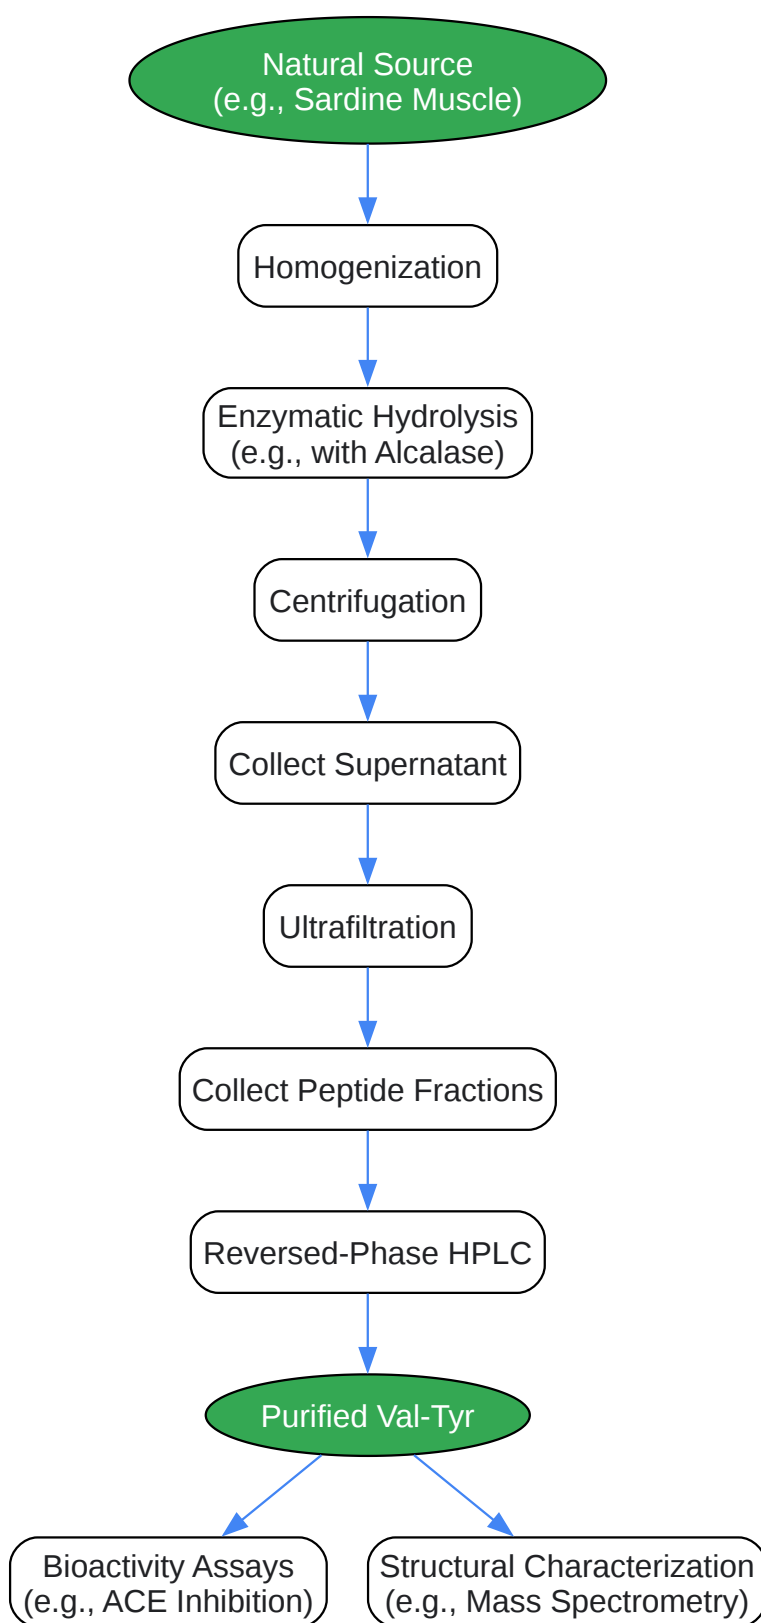 Natural Source
(e.g., Sardine Muscle)
Homogenization
Enzymatic Hydrolysis
(e.g., with Alcalase)
Centrifugation
Collect Supernatant
Ultrafiltration
Collect Peptide Fractions
Reversed-Phase HPLC
Purified Val-Tyr
Bioactivity Assays
(e.g., ACE Inhibition)
Structural Characterization
(e.g., Mass Spectrometry)